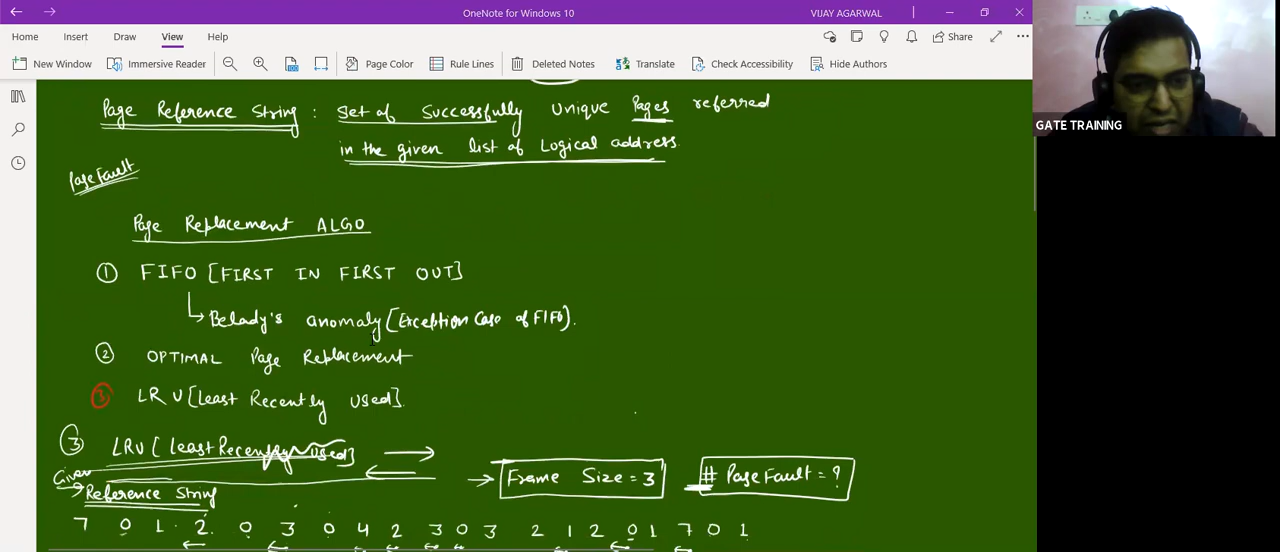 OneNote for Windows 10
VIJAY AGARWAL
Home Insert Draw View Help
Share
New Window Immersive Reader Page Color Rule Lines Deleted Notes Translate Check Accessibility Hide Authors
GATE TRAINING
Page Reference String : set of successfully unique Pages referred
in the given list of Logical address.
Page Fault
Page Replacement ALGO
① FIFO [FIRST IN FIRST OUT]
Belady's anomaly [Exception Case of FIFO).
② OPTIMAL Page Replacement
③ LRU [Least Recently Used].
③ LRU [Least Recently Used]
Given
Reference String
Frame Size = 3
# Page Fault = ?
7 0 1 2 0 3 0 4 2 3 0 3 2 1 2 0 1 7 0 1